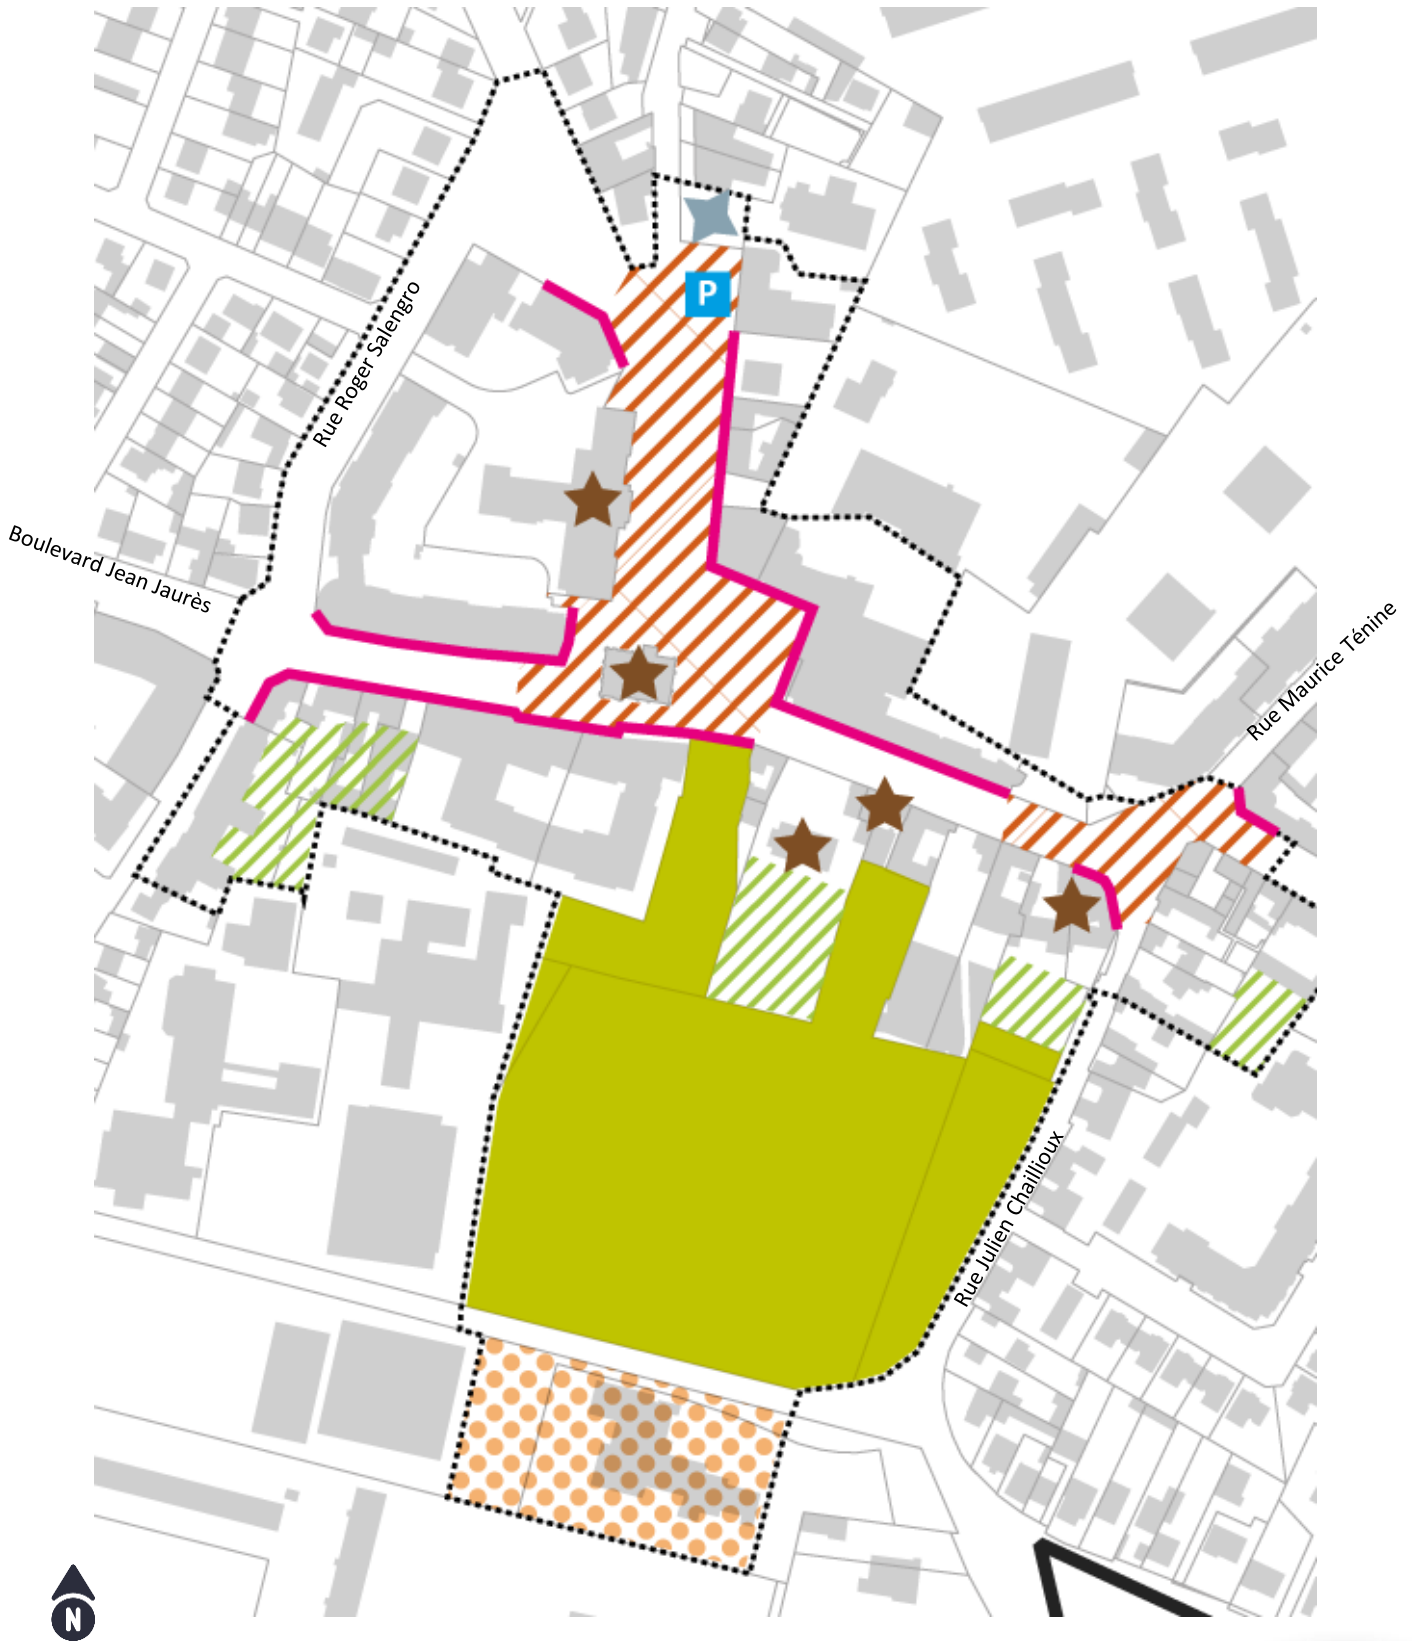 P
Rue Roger Salengro
Boulevard Jean Jaurès
Rue Maurice Ténine
Rue Julien Chaillioux
N